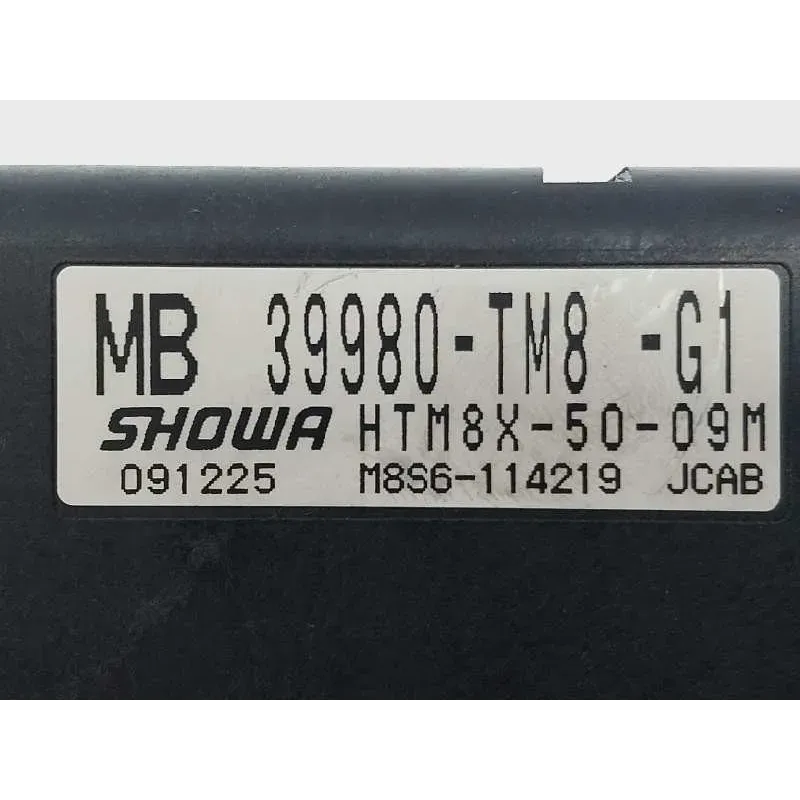 MB 39980-TM8 -G1
SHOWA HTM8X-50-09M
091225 M8S6-114219 JCAB